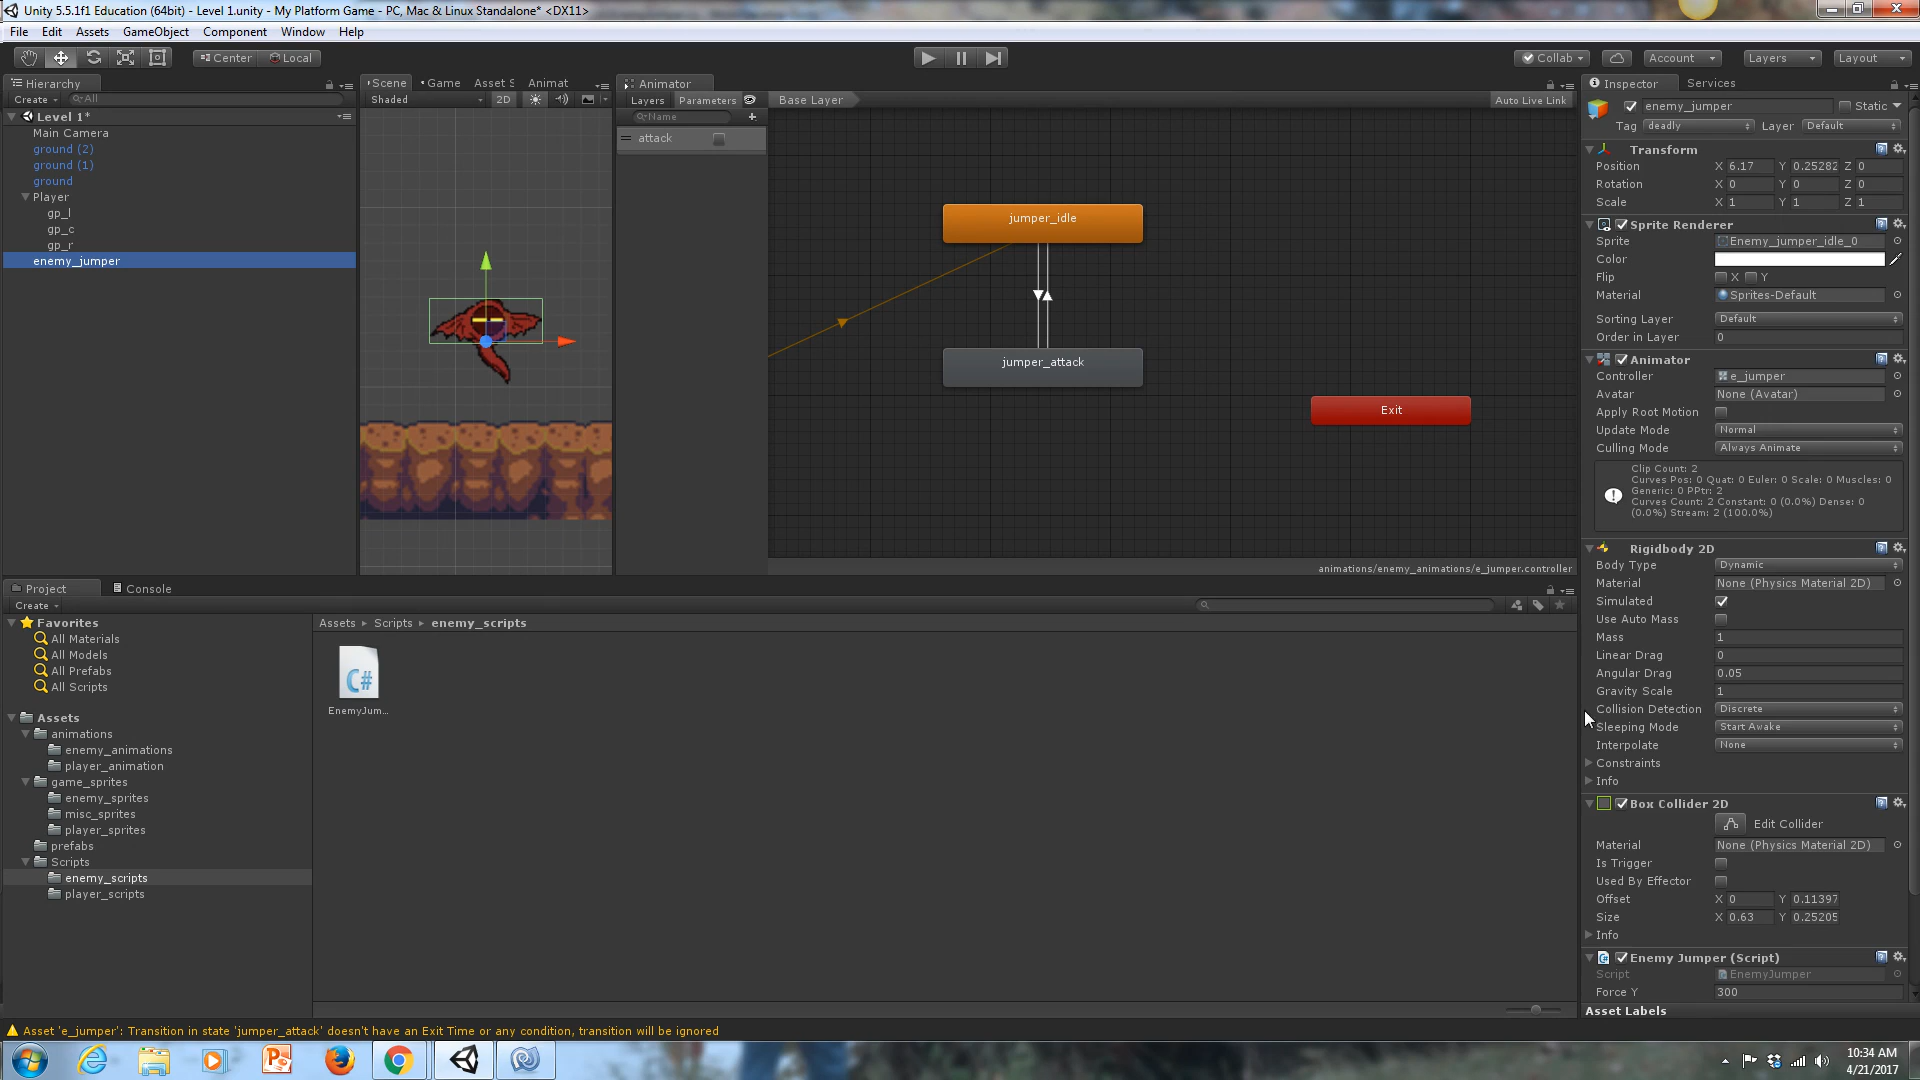 Unity 5.5.1f1 Education (64bit) - Level 1.unity - My Platform Game - PC, Mac & Linux Standalone* <DX11>
File Edit Assets GameObject Component Window Help
Center Local Collab Account Layers Layout
Hierarchy
Create All
Level 1*
Main Camera
ground (2)
ground (1)
ground
Player
gp_l
gp_c
gp_r
enemy_jumper
Scene Game Asset S Animat
Shaded 2D
Animator
Layers Parameters Base Layer Auto Live Link
Name
attack
jumper_idle
jumper_attack
Exit
animations/enemy_animations/e_jumper.controller
Inspector Services
enemy_jumper Static
Tag deadly Layer Default
Transform
Position X 6.17 Y 0.25282 Z 0
Rotation X 0 Y 0 Z 0
Scale X 1 Y 1 Z 1
Sprite Renderer
Sprite Enemy_jumper_idle_0
Color
Flip X Y
Material Sprites-Default
Sorting Layer Default
Order in Layer 0
Animator
Controller e_jumper
Avatar None (Avatar)
Apply Root Motion
Update Mode Normal
Culling Mode Always Animate
Clip Count: 2
Curves Pos: 0 Quat: 0 Euler: 0 Scale: 0 Muscles: 0
Generic: 0 PPtr: 2
Curves Count: 2 Constant: 0 (0.0%) Dense: 0
(0.0%) Stream: 2 (100.0%)
Rigidbody 2D
Body Type Dynamic
Material None (Physics Material 2D)
Simulated
Use Auto Mass
Mass 1
Linear Drag 0
Angular Drag 0.05
Gravity Scale 1
Collision Detection Discrete
Sleeping Mode Start Awake
Interpolate None
Constraints
Info
Box Collider 2D
Edit Collider
Material None (Physics Material 2D)
Is Trigger
Used By Effector
Offset X 0 Y 0.11397
Size X 0.63 Y 0.25205
Info
Enemy Jumper (Script)
Script EnemyJumper
Force Y 300
Asset Labels
Project Console
Create
Favorites
All Materials
All Models
All Prefabs
All Scripts
Assets
animations
enemy_animations
player_animation
game_sprites
enemy_sprites
misc_sprites
player_sprites
prefabs
Scripts
enemy_scripts
player_scripts
Assets Scripts enemy_scripts
C#
EnemyJum...
Asset 'e_jumper': Transition in state 'jumper_attack' doesn't have an Exit Time or any condition, transition will be ignored
10:34 AM
4/21/2017